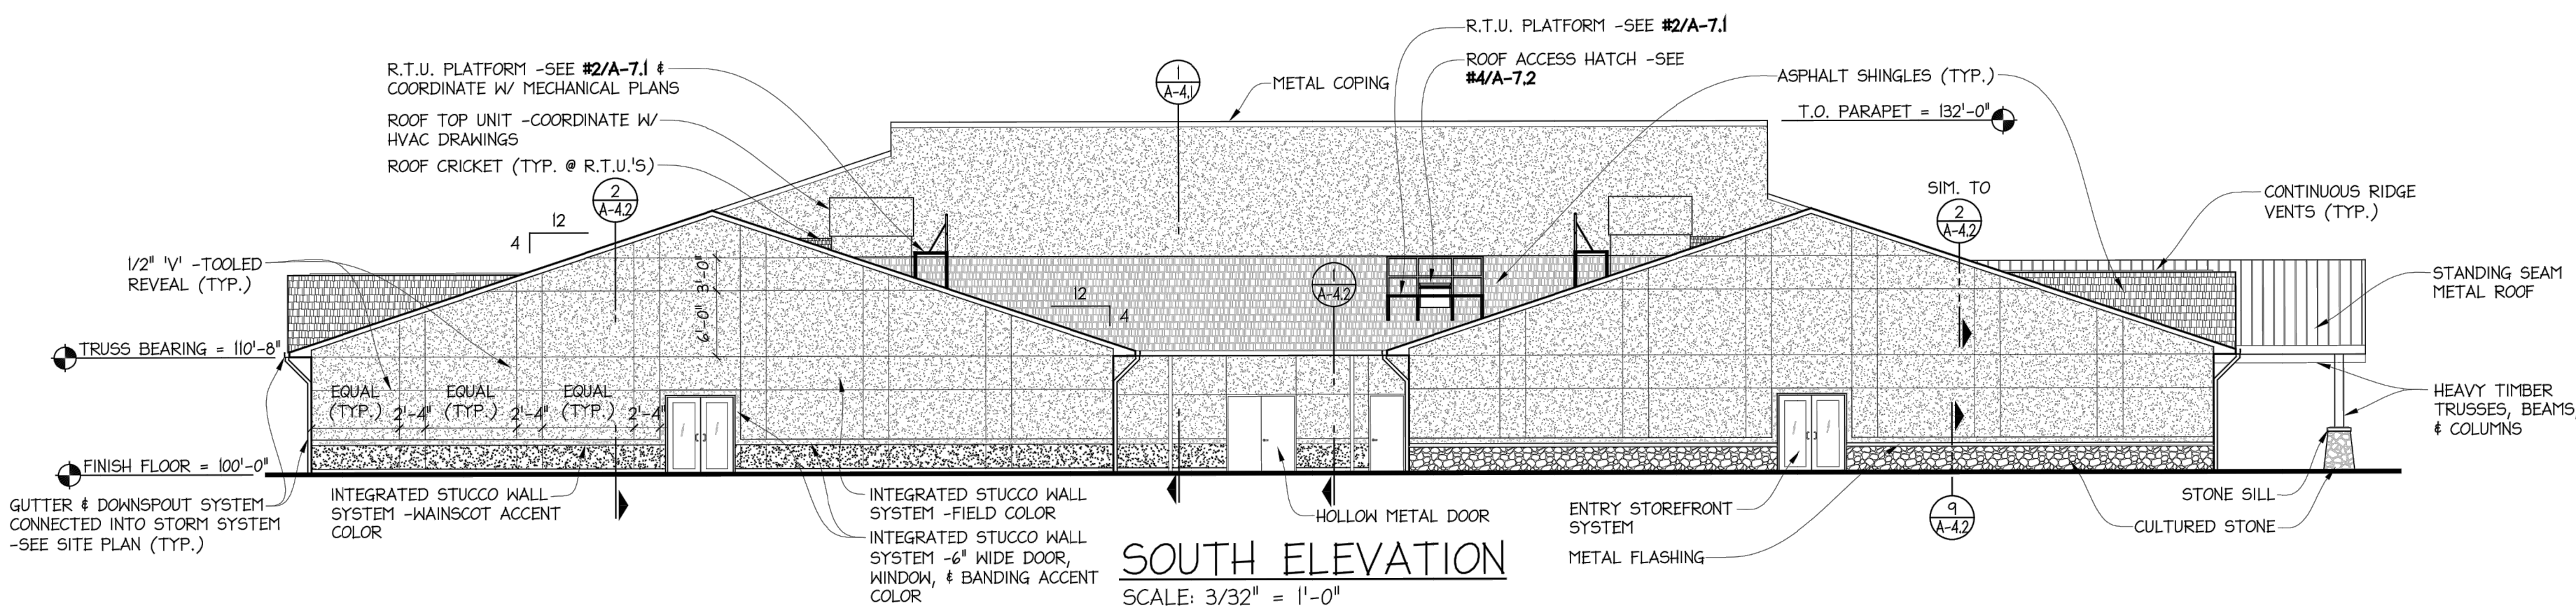 R.T.U. PLATFORM -SEE #2/A-7.1 &
COORDINATE W/ MECHANICAL PLANS
ROOF TOP UNIT -COORDINATE W/
HVAC DRAWINGS
ROOF CRICKET (TYP. @ R.T.U.'S)
2
A-4.2
12
4
1/2" 'V' -TOOLED
REVEAL (TYP.)
TRUSS BEARING = 110'-8"
FINISH FLOOR = 100'-0"
GUTTER & DOWNSPOUT SYSTEM
CONNECTED INTO STORM SYSTEM
-SEE SITE PLAN (TYP.)
EQUAL
(TYP.)
2'-4"
EQUAL
(TYP.)
2'-4"
EQUAL
(TYP.)
2'-4"
3'-0"
6'-0"
INTEGRATED STUCCO WALL
SYSTEM -WAINSCOT ACCENT
COLOR
INTEGRATED STUCCO WALL
SYSTEM -FIELD COLOR
INTEGRATED STUCCO WALL
SYSTEM -6" WIDE DOOR,
WINDOW, & BANDING ACCENT
COLOR
1
A-4.1
METAL COPING
12
4
1
A-4.2
R.T.U. PLATFORM -SEE #2/A-7.1
ROOF ACCESS HATCH -SEE
#4/A-7.2
ASPHALT SHINGLES (TYP.)
T.O. PARAPET = 132'-0"
SIM. TO
2
A-4.2
CONTINUOUS RIDGE
VENTS (TYP.)
STANDING SEAM
METAL ROOF
HEAVY TIMBER
TRUSSES, BEAMS,
& COLUMNS
STONE SILL
CULTURED STONE
9
A-4.2
ENTRY STOREFRONT
SYSTEM
METAL FLASHING
HOLLOW METAL DOOR
SOUTH ELEVATION
SCALE: 3/32" = 1'-0"